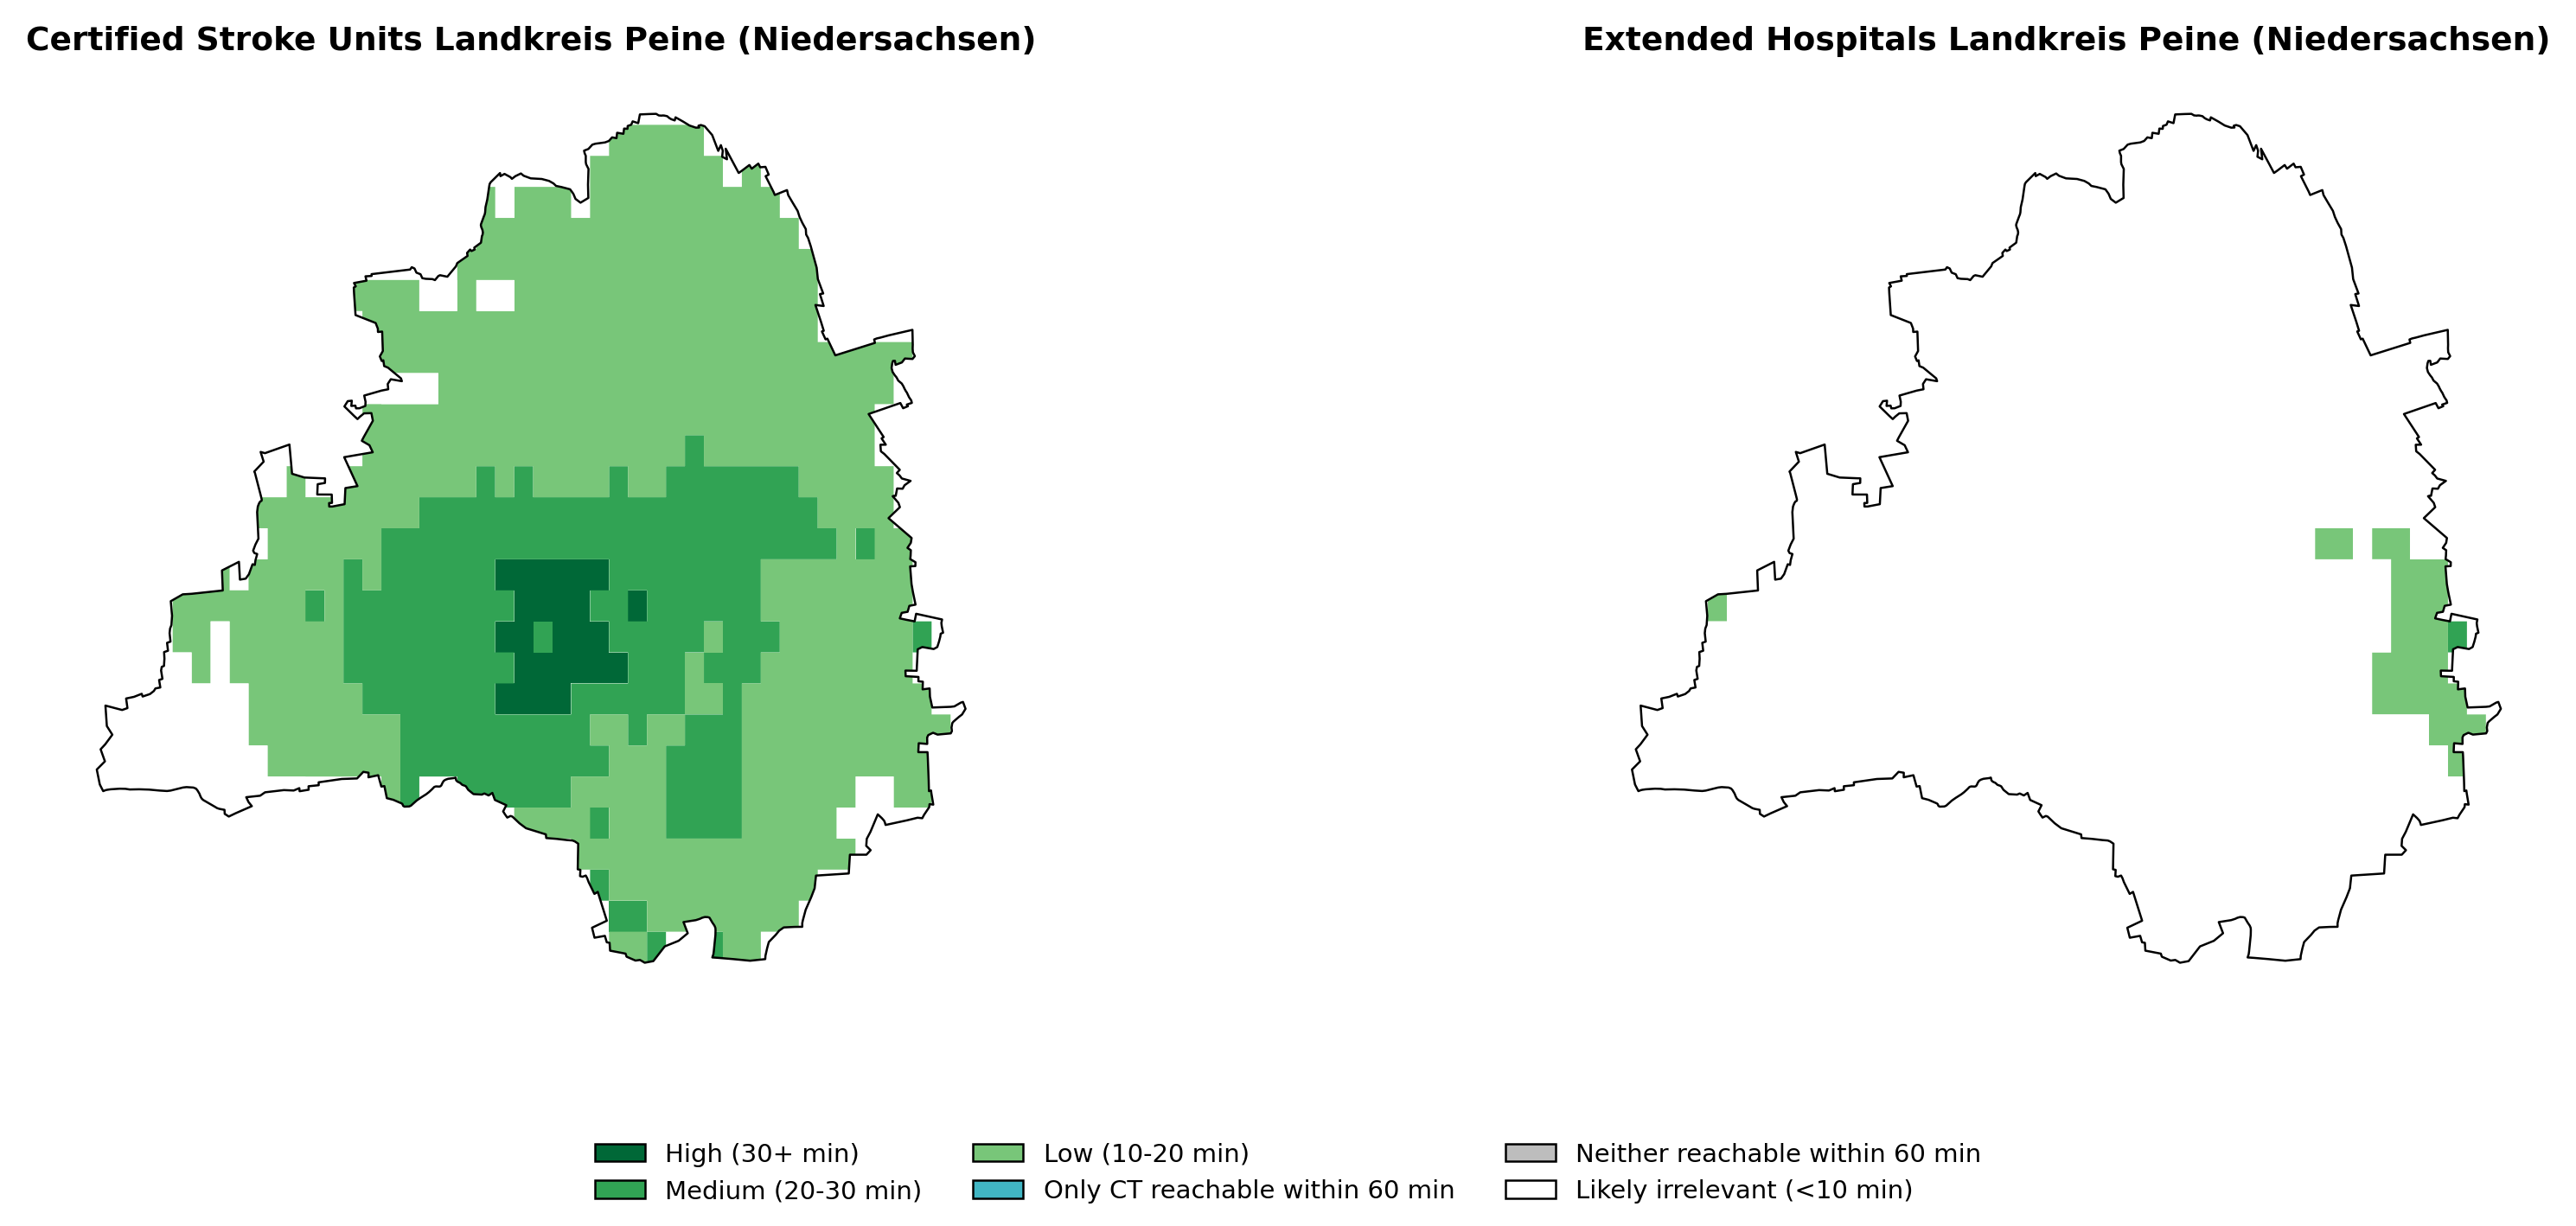 Certified Stroke Units Landkreis Peine (Niedersachsen)
Extended Hospitals Landkreis Peine (Niedersachsen)
High (30+ min)
Medium (20-30 min)
Low (10-20 min)
Only CT reachable within 60 min
Neither reachable within 60 min
Likely irrelevant (<10 min)